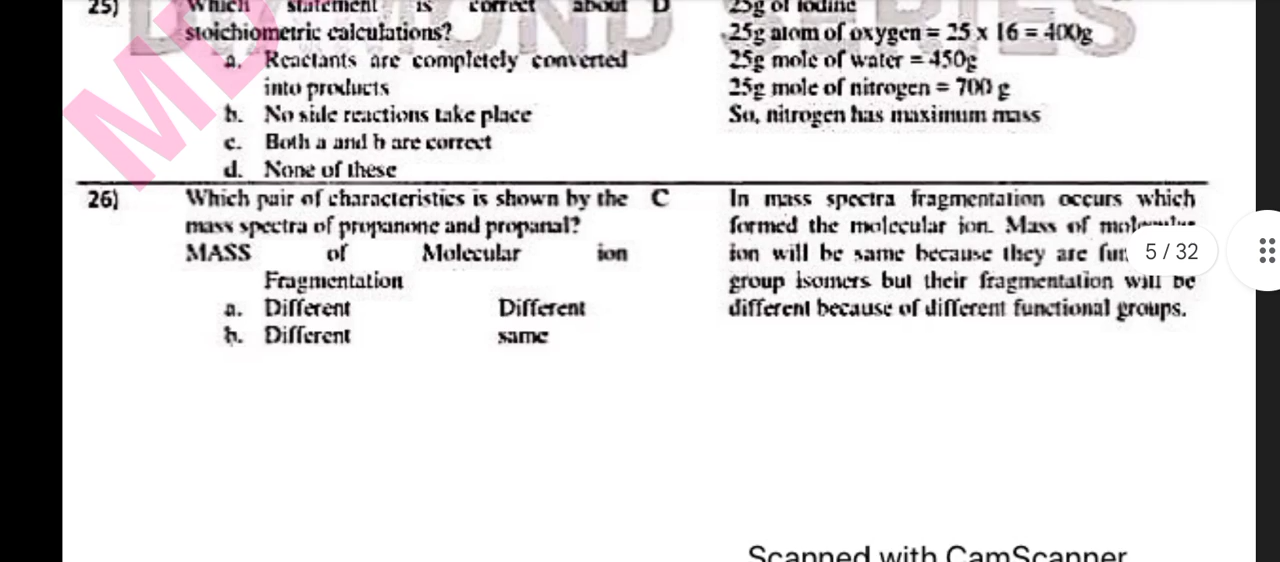 25) Which statement is correct about D
stoichiometric calculations?
a. Reactants are completely converted
into products
b. No side reactions take place
c. Both a and b are correct
d. None of these
25g of iodine
25g atom of oxygen = 25 x 16 = 400g
25g mole of water = 450g
25g mole of nitrogen = 700 g
So, nitrogen has maximum mass
26) Which pair of characteristics is shown by the C
mass spectra of propanone and propanal?
MASS of Molecular ion
Fragmentation
a. Different Different
b. Different same
In mass spectra fragmentation occurs which
formed the molecular ion. Mass of
ion will be same because they are
group isomers but their fragmentation will be
different because of different functional groups.
5 / 32
SERIES
Scanned with CamScanner